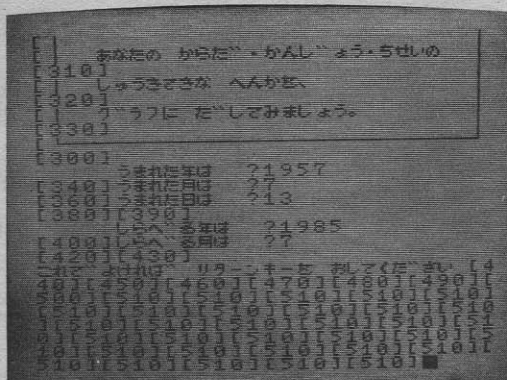 [ ]
あなたの からだ・かんじょう・ちせいの
[310]
しゅうきてきな へんかを、
[320]
グラフに だしてみましょう。
[330]
[300]
うまれた年は ?1957
[340] うまれた月は ?7
[360] うまれた日は ?13
[380][390]
しらべる年は ?1985
[400] しらべる月は ?7
[420][430]
これで よければ リターンキーを おしてください [4
40][450][460][470][480][490][
500][510][510][510][510][510]
[510][510][510][510][510][510
][510][510][510][510][510][51
0][510][510][510][510][510][5
10][510][510][510][510][510][
510][510][510][510][510]